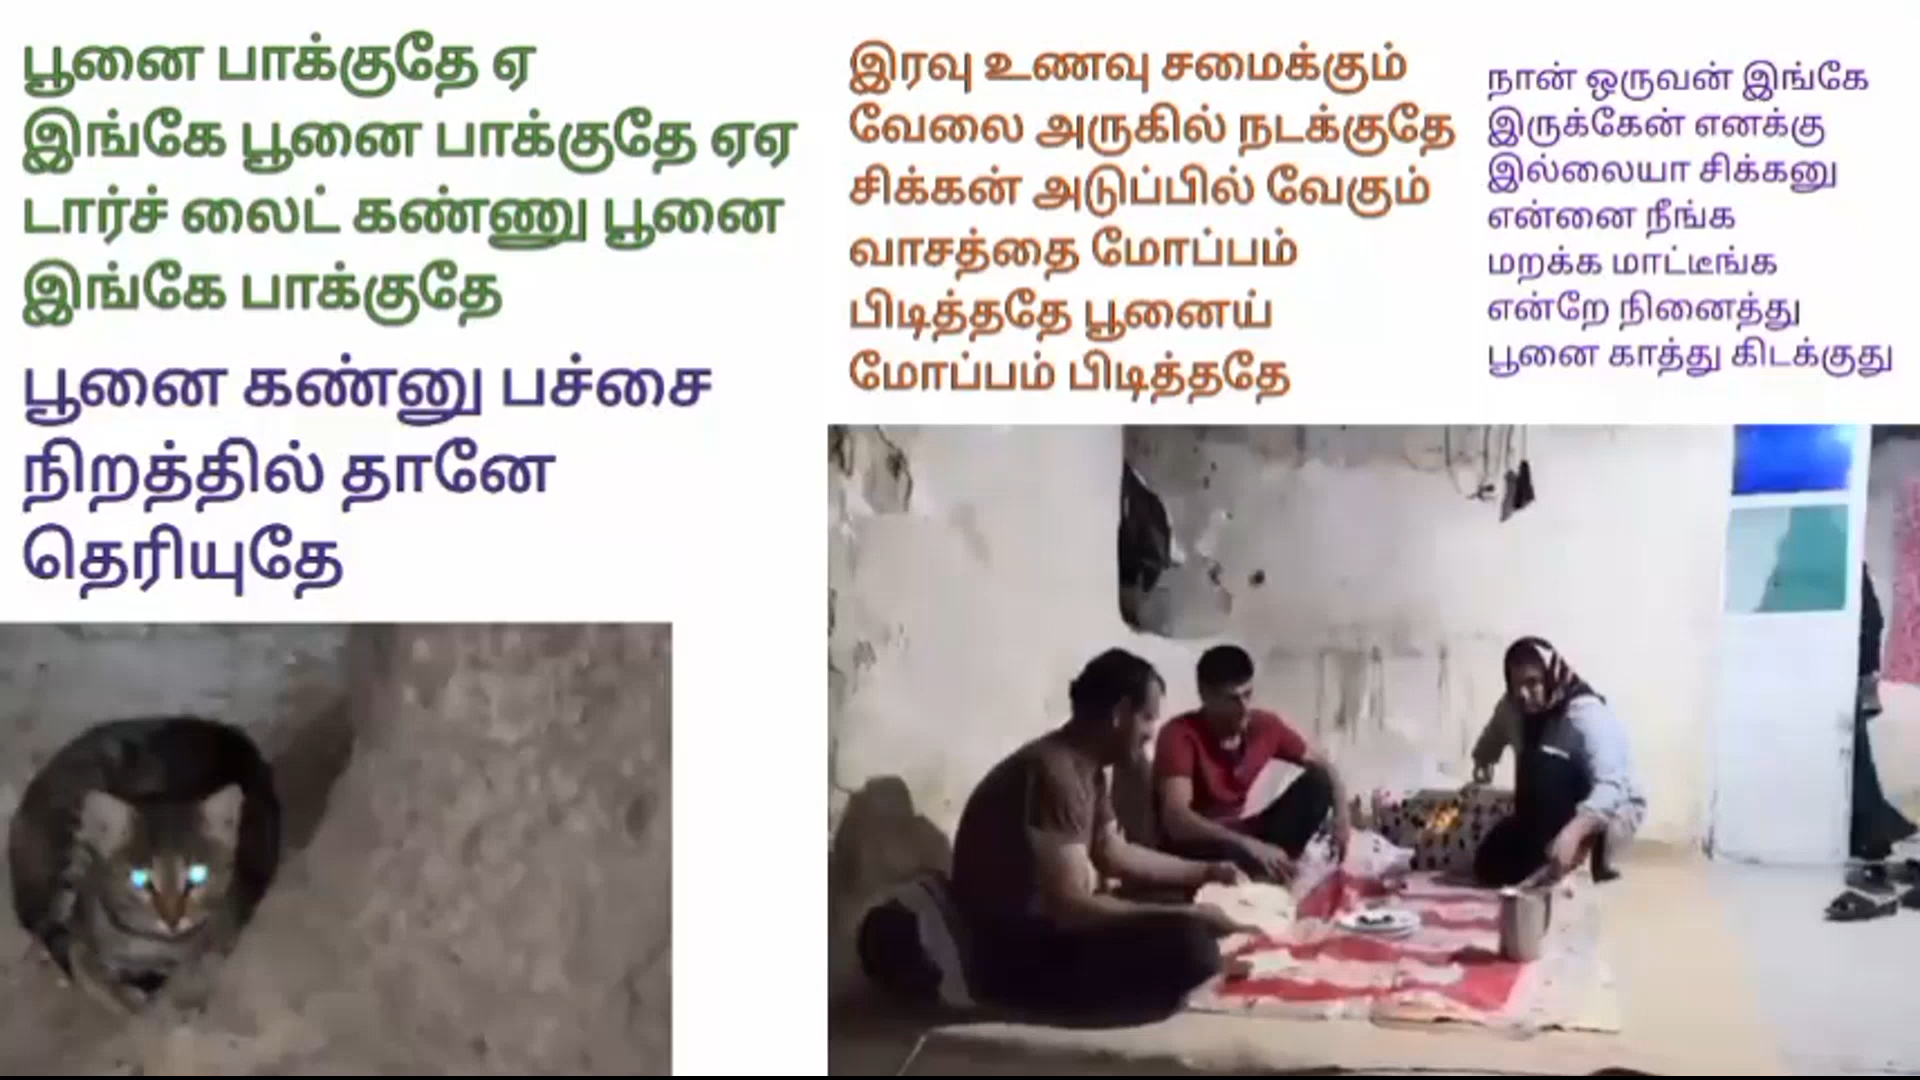 பூனை பாக்குதே ஏ
இங்கே பூனை பாக்குதே ஏஏ
டார்ச் லைட் கண்ணு பூனை
இங்கே பாக்குதே
பூனை கண்னு பச்சை
நிறத்தில் தானே
தெரியுதே
இரவு உணவு சமைக்கும்
வேலை அருகில் நடக்குதே
சிக்கன் அடுப்பில் வேகும்
வாசத்தை மோப்பம்
பிடித்ததே பூனைய்
மோப்பம் பிடித்ததே
நான் ஒருவன் இங்கே
இருக்கேன் எனக்கு
இல்லையா சிக்கனு
என்னை நீங்க
மறக்க மாட்டீங்க
என்றே நினைத்து
பூனை காத்து கிடக்குது